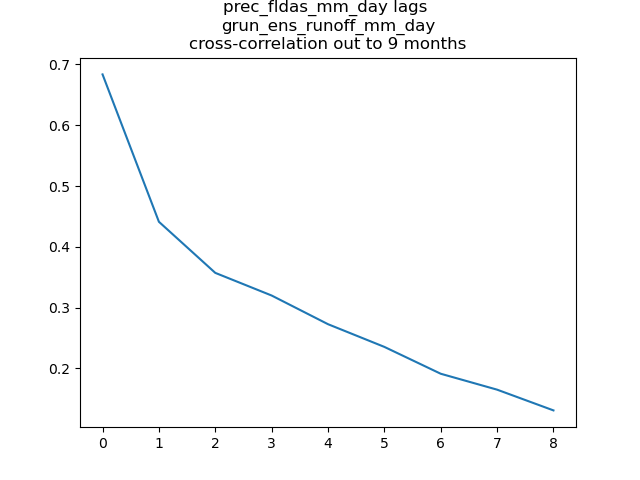 prec_fldas_mm_day lags
grun_ens_runoff_mm_day
cross-correlation out to 9 months
0.7
0.6
0.5
0.4
0.3
0.2
0 1 2 3 4 5 6 7 8